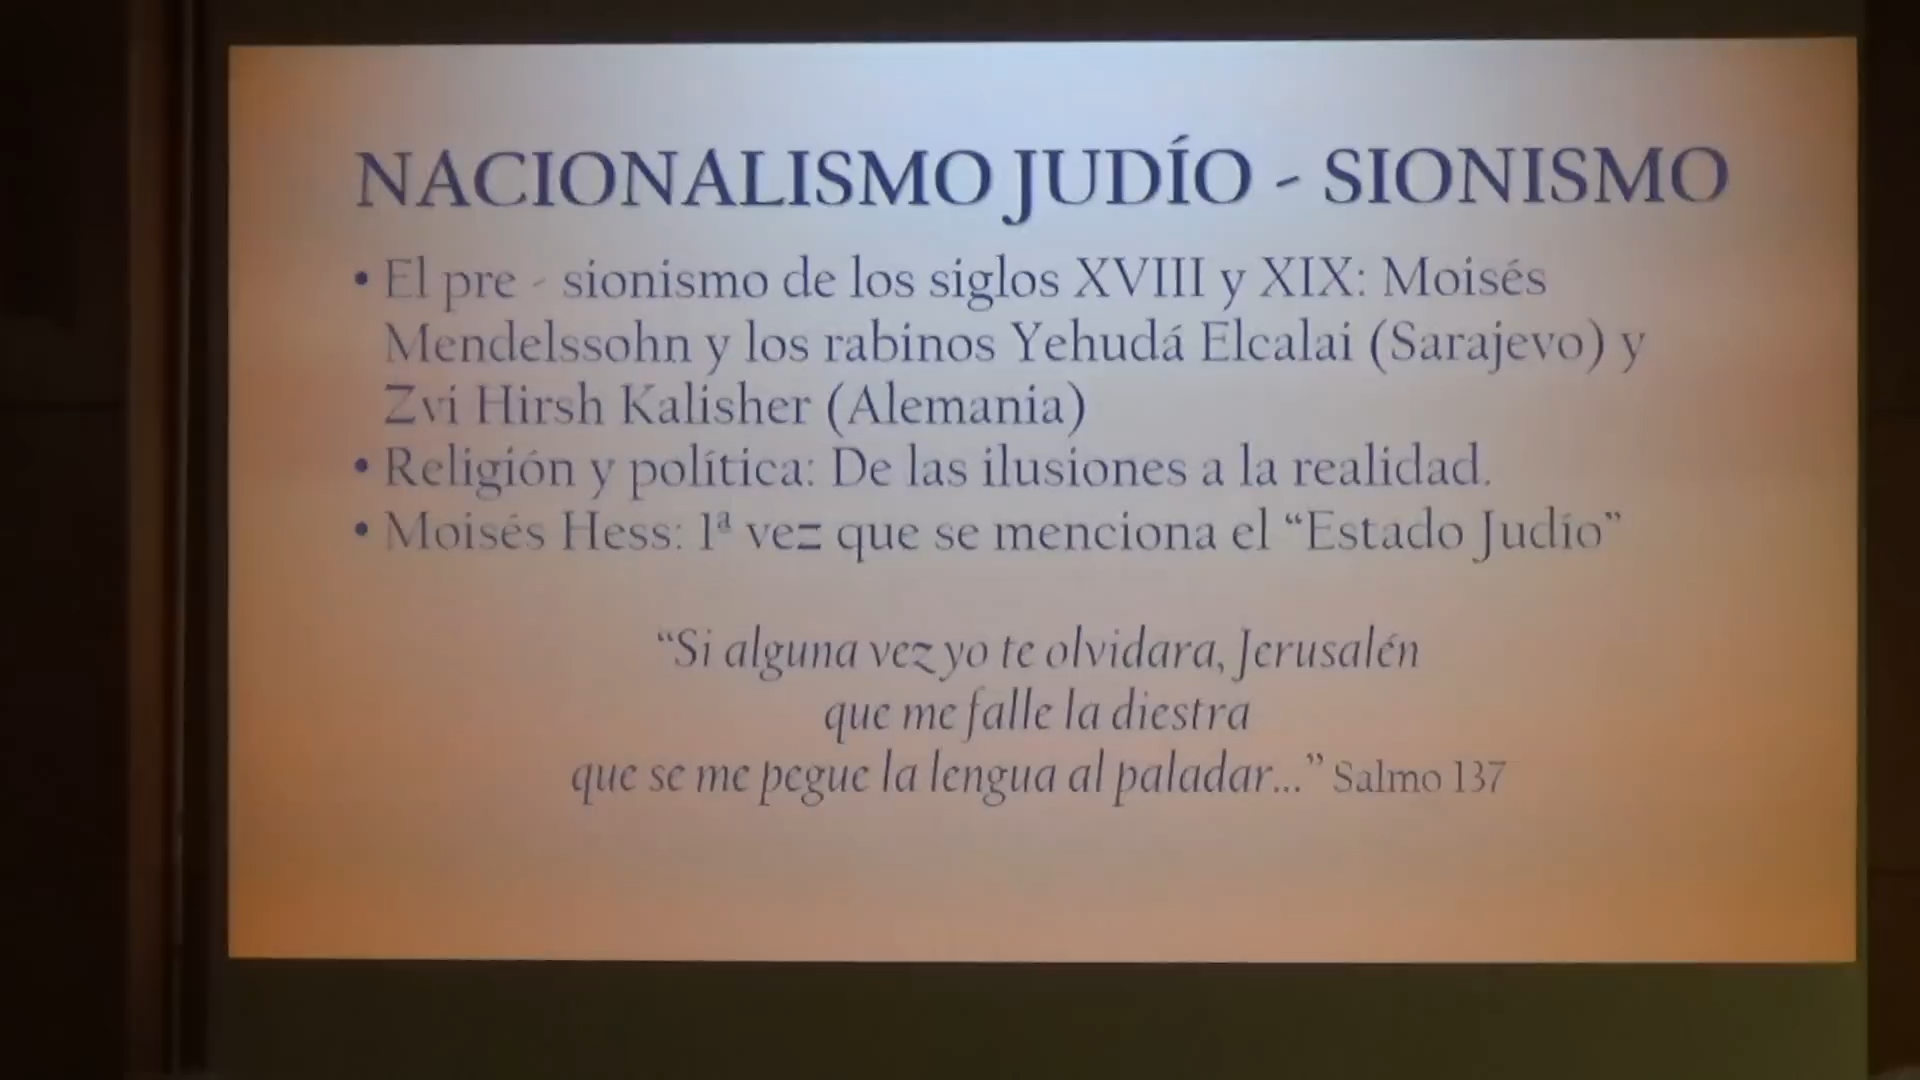 NACIONALISMO JUDÍO - SIONISMO
• El pre - sionismo de los siglos XVIII y XIX: Moisés
Mendelssohn y los rabinos Yehudá Elcalai (Sarajevo) y
Zvi Hirsh Kalisher (Alemania)
• Religión y política: De las ilusiones a la realidad.
• Moisés Hess: 1ª vez que se menciona el “Estado Judío”
“Si alguna vez yo te olvidara, Jerusalén
que me falle la diestra
que se me pegue la lengua al paladar...” Salmo 137